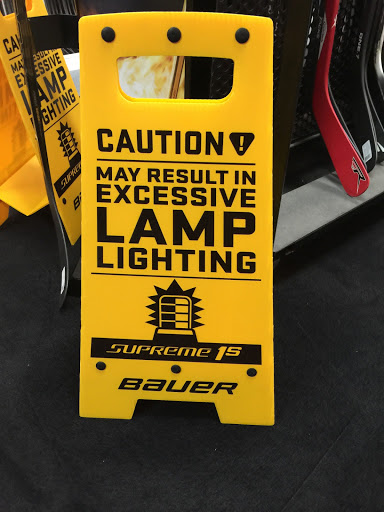 CAUTION !
MAY RESULT IN
EXCESSIVE
LAMP
LIGHTING
SUPREME 1S
BAUER